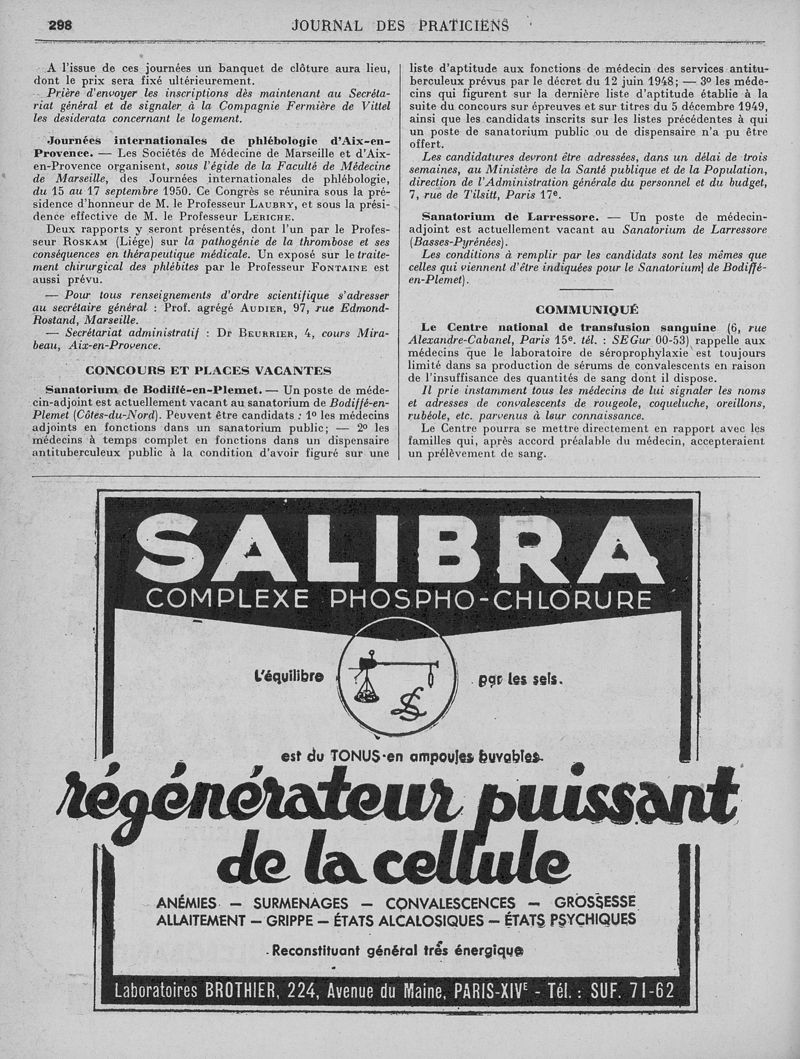 298
JOURNAL DES PRATICIENS
A l'issue de ces journées un banquet de clôture aura lieu,
dont le prix sera fixé ultérieurement.
Prière d'envoyer les inscriptions dès maintenant au Secréta-
riat général et de signaler à la Compagnie Fermière de Vittel
les desiderata concernant le logement.
Journées internationales de phlébologie d'Aix-en-
Provence. — Les Sociétés de Médecine de Marseille et d'Aix-
en-Provence organisent, sous l'égide de la Faculté de Médecine
de Marseille, des Journées internationales de phlébologie,
du 15 au 17 septembre 1950. Ce Congrès se réunira sous la pré-
sidence d'honneur de M. le Professeur LAUBRY, et sous la prési-
dence effective de M. le Professeur LERICHE.
Deux rapports y seront présentés, dont l'un par le Profes-
seur ROSKAM (Liége) sur la pathogénie de la thrombose et ses
conséquences en thérapeutique médicale. Un exposé sur le traite-
ment chirurgical des phlébites par le Professeur FONTAINE est
aussi prévu.
— Pour tous renseignements d'ordre scientifique s'adresser
au secrétaire général : Prof. agrégé AUDIER, 97, rue Edmond-
Rostand, Marseille.
— Secrétariat administratif : Dr BEURRIER, 4, cours Mira-
beau, Aix-en-Provence.
CONCOURS ET PLACES VACANTES
Sanatorium de Bodiffé-en-Plemet. — Un poste de méde-
cin-adjoint est actuellement vacant au sanatorium de Bodiffé-en-
Plemet (Côtes-du-Nord). Peuvent être candidats : 1º les médecins
adjoints en fonctions dans un sanatorium public; — 2º les
médecins à temps complet en fonctions dans un dispensaire
antituberculeux public à la condition d'avoir figuré sur une
liste d'aptitude aux fonctions de médecin des services antitu-
berculeux prévus par le décret du 12 juin 1948; — 3º les méde-
cins qui figurent sur la dernière liste d'aptitude établie à la
suite du concours sur épreuves et sur titres du 5 décembre 1949,
ainsi que les candidats inscrits sur les listes précédentes à qui
un poste de sanatorium public ou de dispensaire n'a pu être
offert.
Les candidatures devront être adressées, dans un délai de trois
semaines, au Ministère de la Santé publique et de la Population,
direction de l'Administration générale du personnel et du budget,
7, rue de Tilsitt, Paris 17e.
Sanatorium de Larressore. — Un poste de médecin-
adjoint est actuellement vacant au Sanatorium de Larressore
(Basses-Pyrénées).
Les conditions à remplir par les candidats sont les mêmes que
celles qui viennent d'être indiquées pour le Sanatorium de Bodiffé-
en-Plemet).
COMMUNIQUÉ
Le Centre national de transfusion sanguine (6, rue
Alexandre-Cabanel, Paris 15e. tél. : SEGur 00-53) rappelle aux
médecins que le laboratoire de séroprophylaxie est toujours
limité dans sa production de sérums de convalescents en raison
de l'insuffisance des quantités de sang dont il dispose.
Il prie instamment tous les médecins de lui signaler les noms
et adresses de convalescents de rougeole, coqueluche, oreillons,
rubéole, etc. parvenus à leur connaissance.
Le Centre pourra se mettre directement en rapport avec les
familles qui, après accord préalable du médecin, accepteraient
un prélèvement de sang.
SALIBRA
COMPLEXE PHOSPHO-CHLORURE
L'équilibre par les sels.
est du TONUS en ampoules buvables
régénérateur puissant
de la cellule
ANÉMIES — SURMENAGES — CONVALESCENCES — GROSSESSE
ALLAITEMENT — GRIPPE — ÉTATS ALCALOSIQUES — ÉTATS PSYCHIQUES
Reconstituant général très énergique
Laboratoires BROTHIER, 224, Avenue du Maine, PARIS-XIVE - Tél. : SUF. 71-62